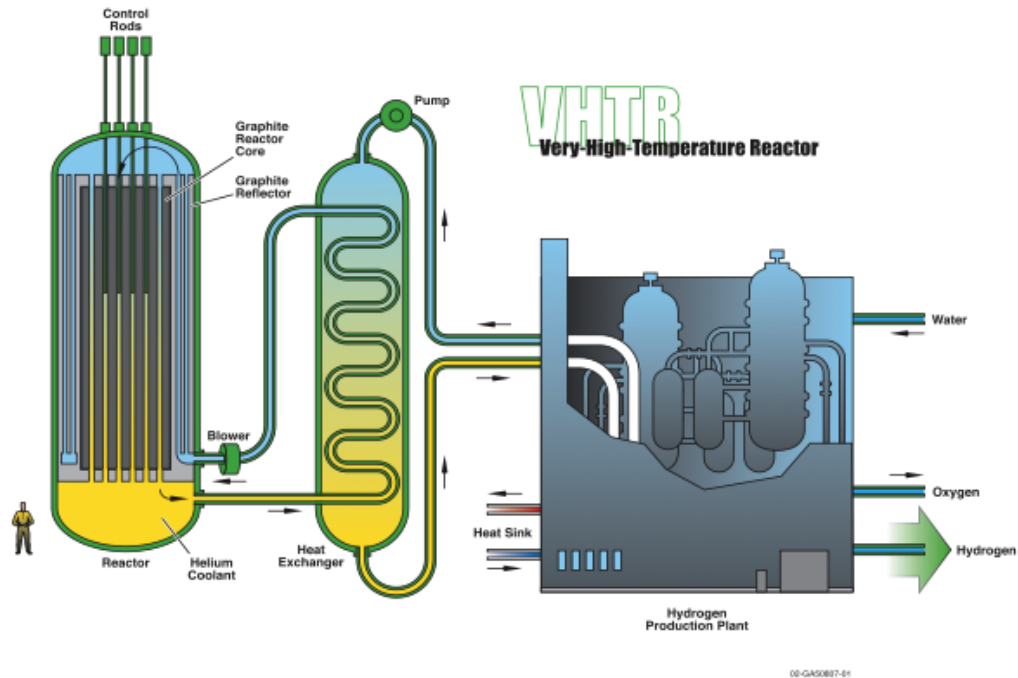 Control
Rods
Pump
VHTR
Very-High-Temperature Reactor
Graphite
Reactor
Core
Graphite
Reflector
Water
Blower
Oxygen
Heat Sink
Hydrogen
Heat
Exchanger
Reactor
Helium
Coolant
Hydrogen
Production Plant
02-GA50807-01